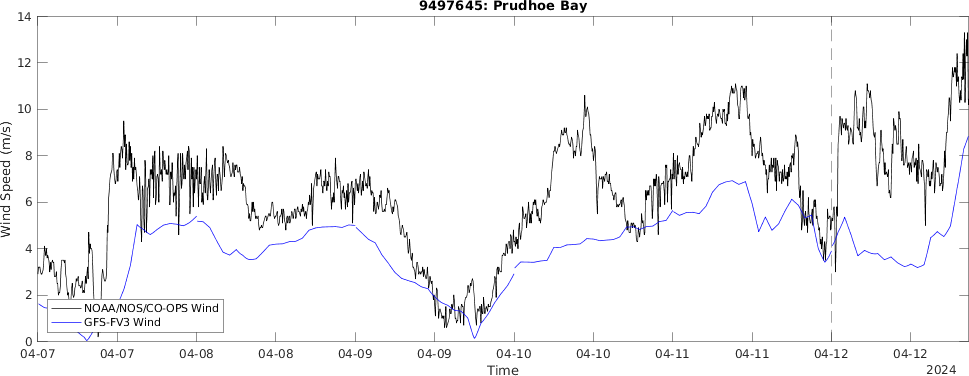 9497645: Prudhoe Bay
14
12
10
8
6
4
2
0
Wind Speed (m/s)
NOAA/NOS/CO-OPS Wind
GFS-FV3 Wind
04-07 04-07 04-08 04-08 04-09 04-09 04-10 04-10 04-11 04-11 04-12 04-12
Time
2024